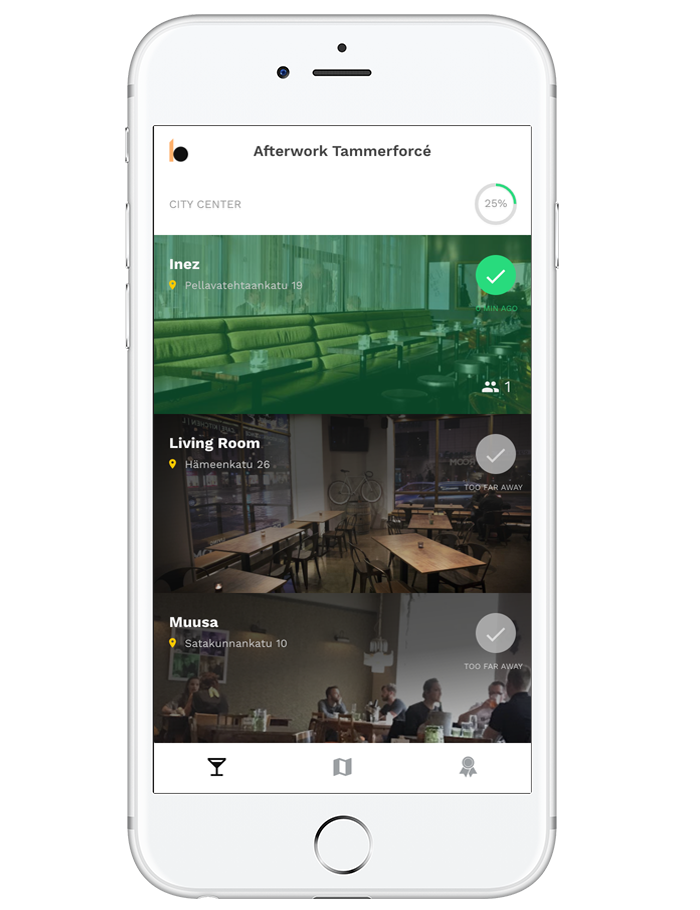 Afterwork Tammerforcé
CITY CENTER
25%
Inez
Pellavatehtaankatu 19
0 MIN AGO
1
Living Room
Hämeenkatu 26
TOO FAR AWAY
Muusa
Satakunnankatu 10
TOO FAR AWAY